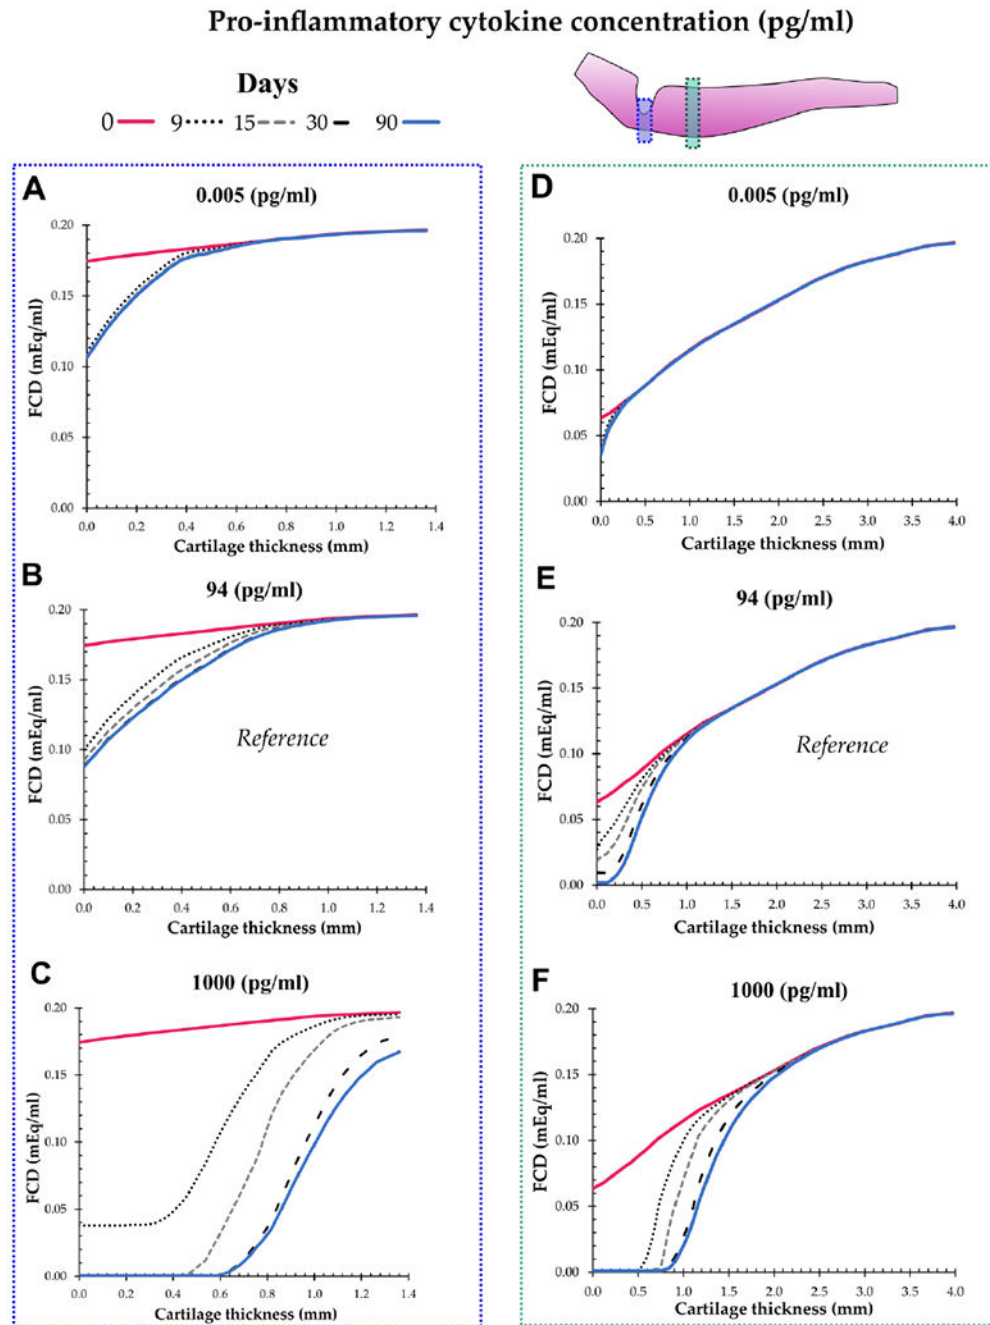 Pro-inflammatory cytokine concentration (pg/ml)
Days
0 9 15 30 90
A
0.005 (pg/ml)
FCD (mEq/ml)
0.20
0.15
0.10
0.05
0.00
0.0 0.2 0.4 0.6 0.8 1.0 1.2 1.4
Cartilage thickness (mm)
B
94 (pg/ml)
FCD (mEq/ml)
0.20
0.15
0.10
0.05
0.00
Reference
0.0 0.2 0.4 0.6 0.8 1.0 1.2 1.4
Cartilage thickness (mm)
C
1000 (pg/ml)
FCD (mEq/ml)
0.20
0.15
0.10
0.05
0.00
0.0 0.2 0.4 0.6 0.8 1.0 1.2 1.4
Cartilage thickness (mm)
D
0.005 (pg/ml)
FCD (mEq/ml)
0.20
0.15
0.10
0.05
0.00
0.0 0.5 1.0 1.5 2.0 2.5 3.0 3.5 4.0
Cartilage thickness (mm)
E
94 (pg/ml)
FCD (mEq/ml)
0.20
0.15
0.10
0.05
0.00
Reference
0.0 0.5 1.0 1.5 2.0 2.5 3.0 3.5 4.0
Cartilage thickness (mm)
F
1000 (pg/ml)
FCD (mEq/ml)
0.20
0.15
0.10
0.05
0.00
0.0 0.5 1.0 1.5 2.0 2.5 3.0 3.5 4.0
Cartilage thickness (mm)